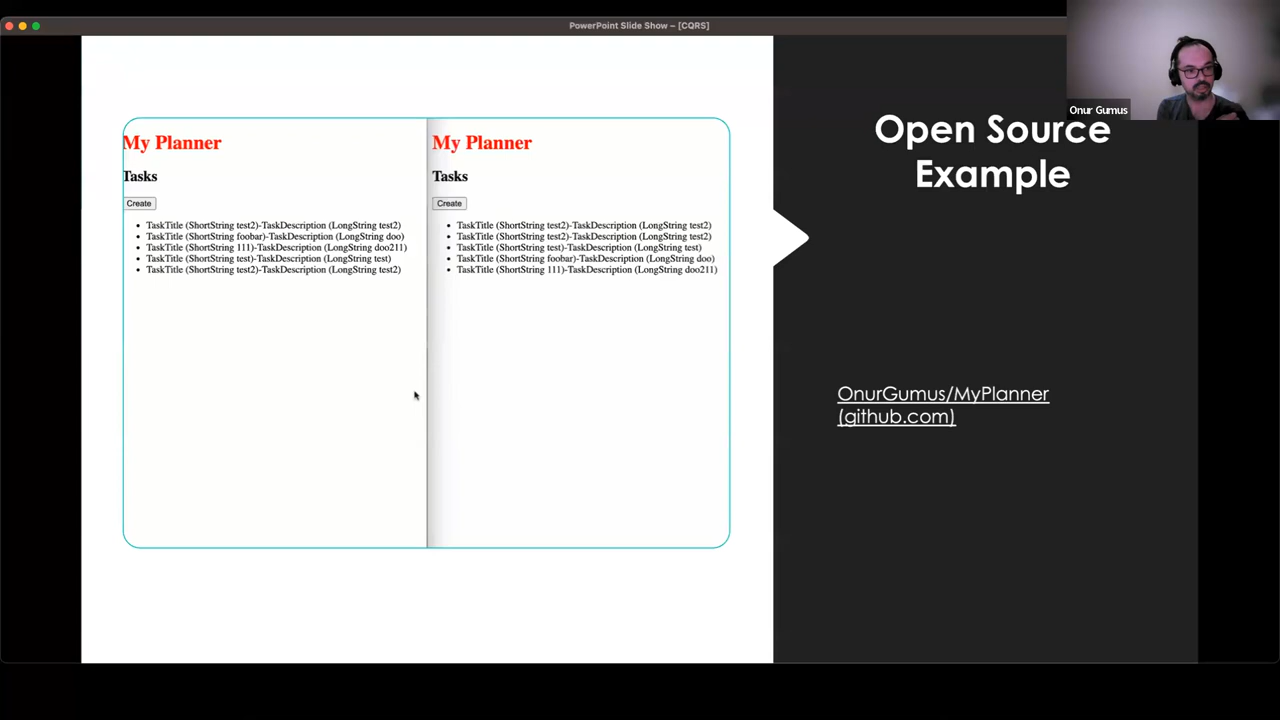 PowerPoint Slide Show – [CQRS]
Onur Gumus
Open Source
Example
My Planner
Tasks
Create
• TaskTitle (ShortString test2)-TaskDescription (LongString test2)
• TaskTitle (ShortString foobar)-TaskDescription (LongString doo)
• TaskTitle (ShortString 111)-TaskDescription (LongString doo211)
• TaskTitle (ShortString test)-TaskDescription (LongString test)
• TaskTitle (ShortString test2)-TaskDescription (LongString test2)
My Planner
Tasks
Create
• TaskTitle (ShortString test2)-TaskDescription (LongString test2)
• TaskTitle (ShortString test2)-TaskDescription (LongString test2)
• TaskTitle (ShortString test)-TaskDescription (LongString test)
• TaskTitle (ShortString foobar)-TaskDescription (LongString doo)
• TaskTitle (ShortString 111)-TaskDescription (LongString doo211)
OnurGumus/MyPlanner
(github.com)